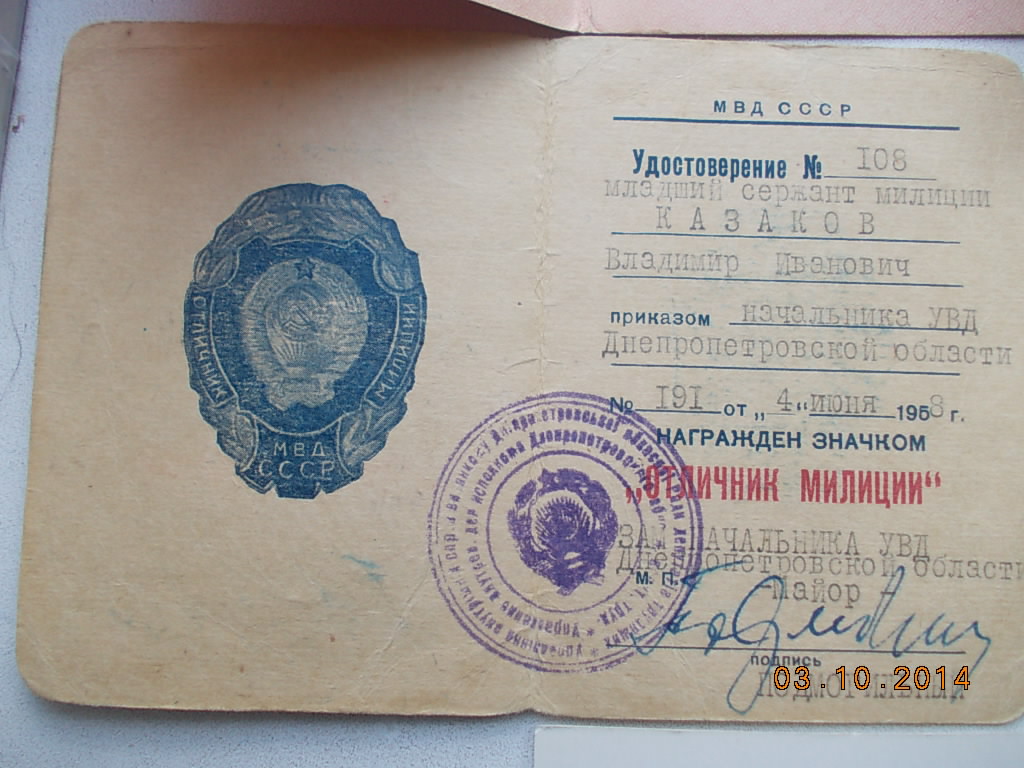 ОТЛИЧНИК
МИЛИЦИИ
МВД
СССР
МВД СССР
Удостоверение № 108
младший сержант милиции
КАЗАКОВ
Владимир Иванович
приказом начальника УВД
Днепропетровской области
№ 191 от „4“ июня 1958 г.
НАГРАЖДЕН ЗНАЧКОМ
„ОТЛИЧНИК МИЛИЦИИ“
ЗАМ НАЧАЛЬНИКА УВД
Днепропетровской области
М. П. Майор -
подпись
ПОДМОГИЛЬНЫЙ
03.10.2014